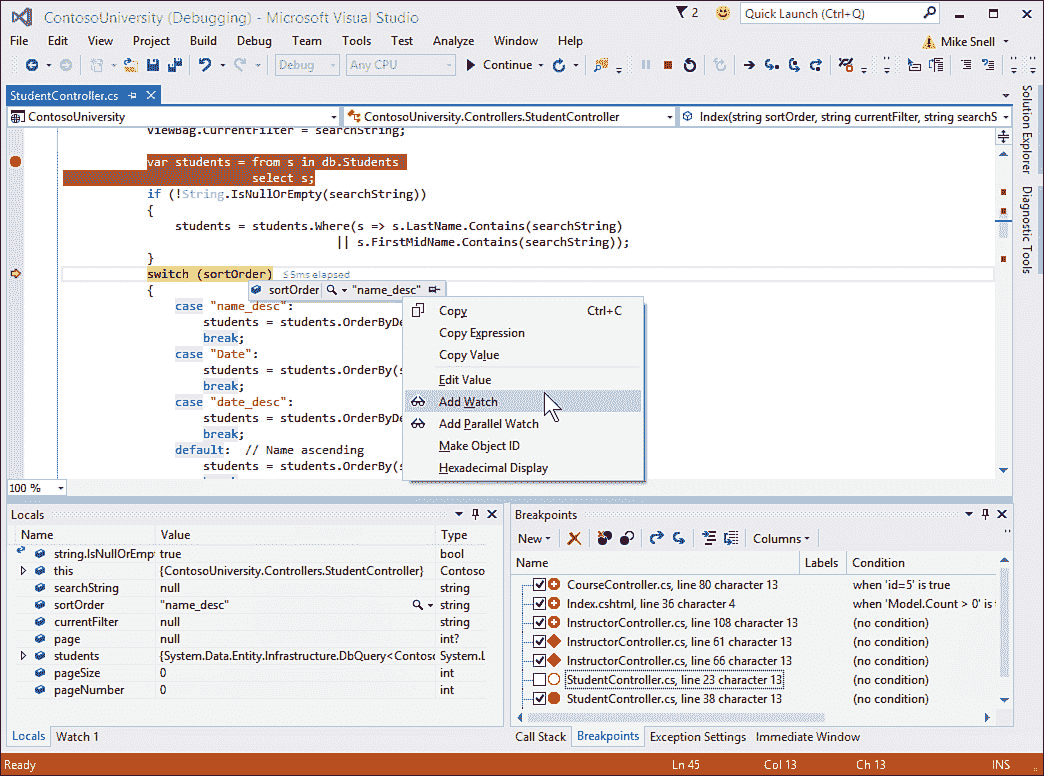 ContosoUniversity (Debugging) - Microsoft Visual Studio
2
Quick Launch (Ctrl+Q)
File Edit View Project Build Debug Team Tools Test Analyze Window Help
Mike Snell
Debug Any CPU Continue
StudentController.cs
ContosoUniversity ContosoUniversity.Controllers.StudentController Index(string sortOrder, string currentFilter, string searchS
Solution Explorer
Diagnostic Tools
ViewBag.CurrentFilter = searchString;
var students = from s in db.Students
select s;
if (!String.IsNullOrEmpty(searchString))
{
students = students.Where(s => s.LastName.Contains(searchString)
|| s.FirstMidName.Contains(searchString));
}
switch (sortOrder) ≤5ms elapsed
{
sortOrder "name_desc"
case "name_desc":
students = students.OrderByDe
break;
case "Date":
students = students.OrderBy(s
break;
case "date_desc":
students = students.OrderByDe
break;
default: // Name ascending
students = students.OrderBy(s
Copy Ctrl+C
Copy Expression
Copy Value
Edit Value
Add Watch
Add Parallel Watch
Make Object ID
Hexadecimal Display
100 %
Locals
Name Value Type
string.IsNullOrEmp true bool
this {ContosoUniversity.Controllers.StudentController} Contoso
searchString null string
sortOrder "name_desc" string
currentFilter null string
page null int?
students {System.Data.Entity.Infrastructure.DbQuery<Contoso System.L
pageSize 0 int
pageNumber 0 int
Locals Watch 1
Breakpoints
New Columns
Name Labels Condition
CourseController.cs, line 80 character 13 when 'id=5' is true
Index.cshtml, line 36 character 4 when 'Model.Count > 0' is t
InstructorController.cs, line 108 character 13 (no condition)
InstructorController.cs, line 61 character 13 (no condition)
InstructorController.cs, line 66 character 13 (no condition)
StudentController.cs, line 23 character 13 (no condition)
StudentController.cs, line 38 character 13 (no condition)
Call Stack Breakpoints Exception Settings Immediate Window
Ready Ln 45 Col 13 Ch 13 INS